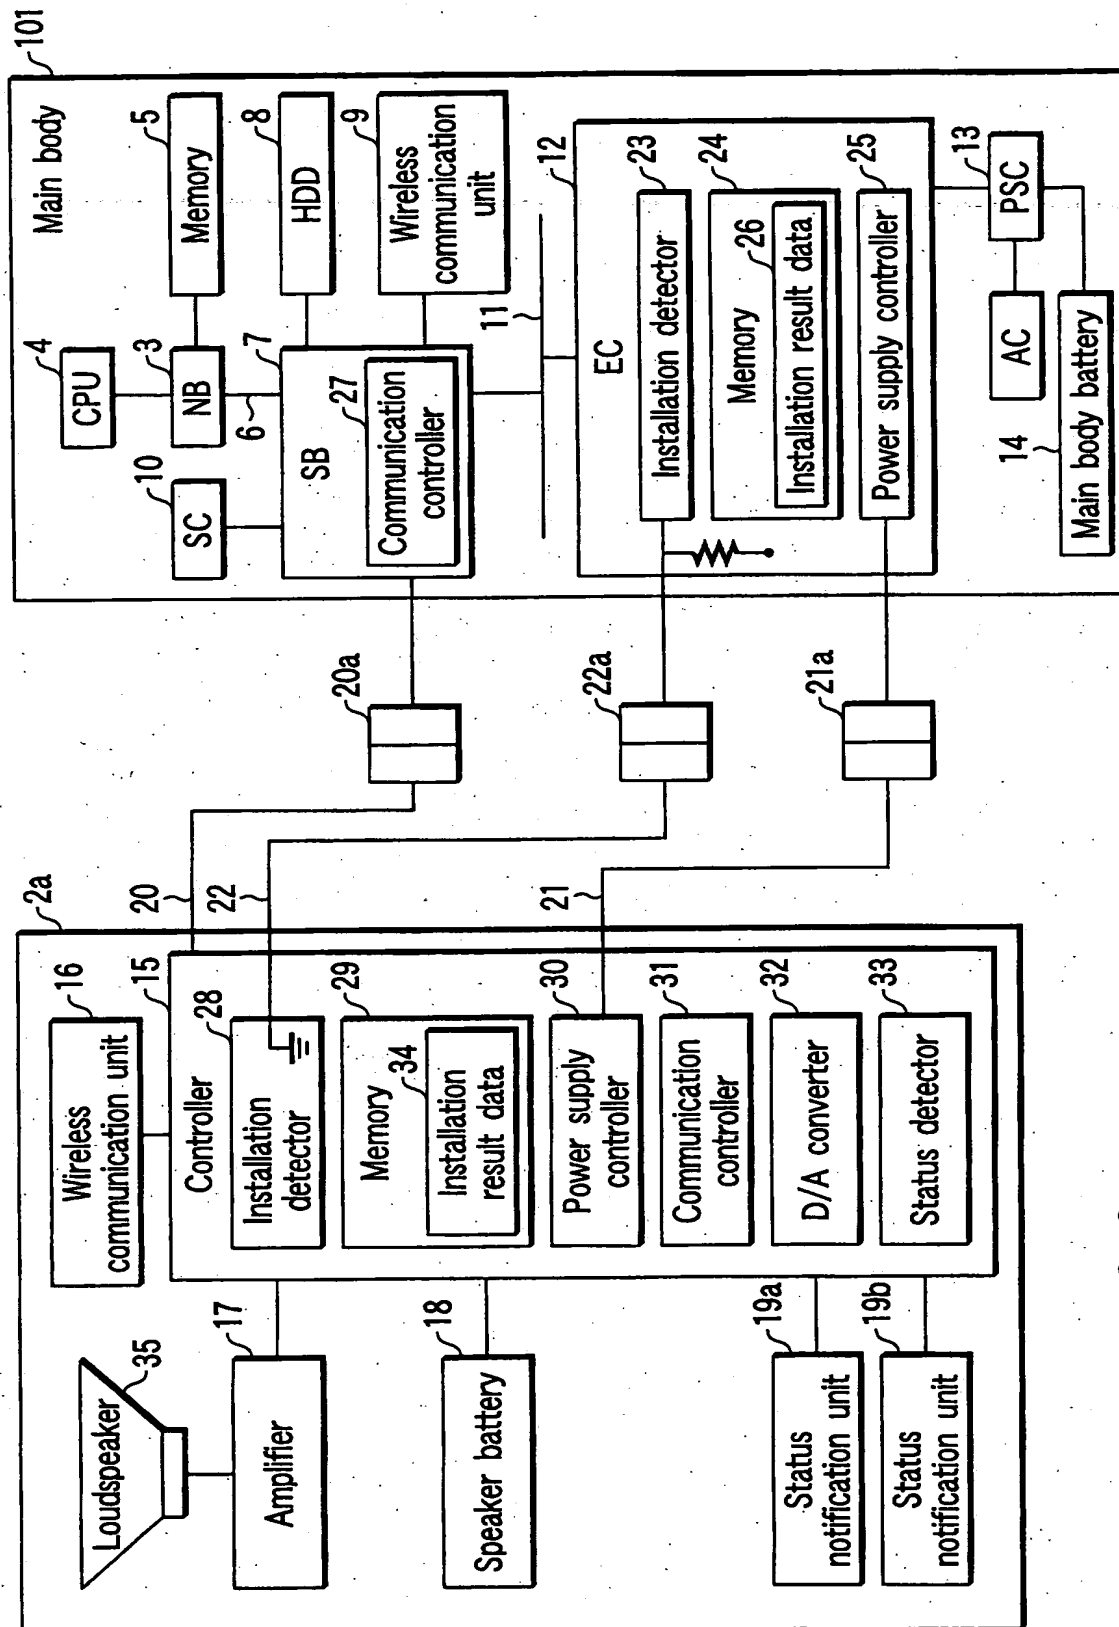 101
Main body
4
CPU
5
Memory
3
NB
8
HDD
10
SC
6
7
SB
27
Communication
controller
9
Wireless
communication
unit
11
12
EC
23
Installation detector
24
Memory
26
Installation result data
25
Power supply controller
13
PSC
AC
14
Main body battery
20a
22a
21a
20
22
21
2a
16
Wireless
communication unit
15
Controller
28
Installation
detector
29
Memory
34
Installation
result data
30
Power supply
controller
31
Communication
controller
32
D/A converter
33
Status detector
35
Loudspeaker
17
Amplifier
18
Speaker battery
19a
Status
notification unit
19b
Status
notification unit